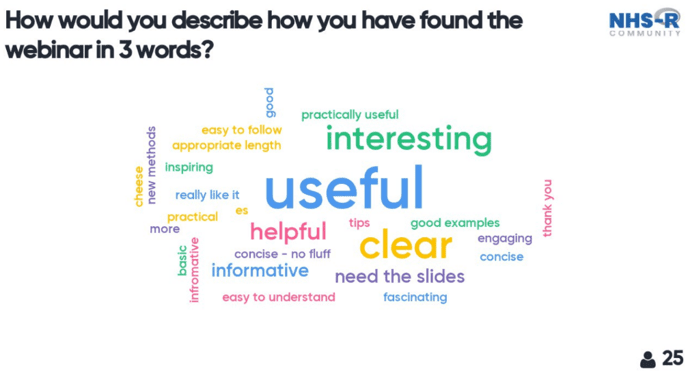 How would you describe how you have found the
webinar in 3 words?
NHS-R
COMMUNITY
good
practically useful
easy to follow
interesting
appropriate length
new methods
cheese
inspiring
useful
really like it
thank you
es
practical
tips
good examples
more
helpful
clear
engaging
basic
infromative
concise - no fluff
concise
informative
need the slides
easy to understand
fascinating
25